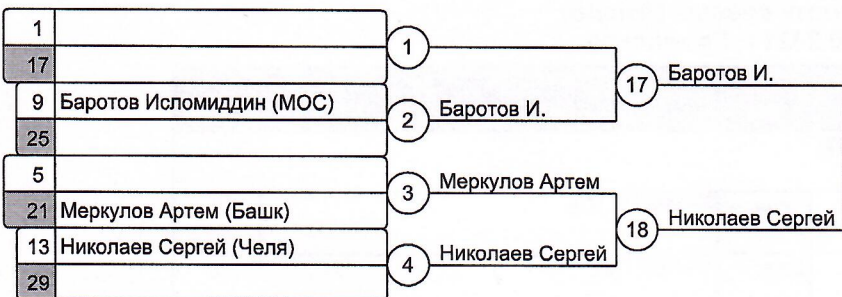 1
17
1
17
Баротов И.
9 Баротов Исломиддин (МОС)
25
2
Баротов И.
5
21 Меркулов Артем (Башк)
3
Меркулов Артем
18
Николаев Сергей
13 Николаев Сергей (Челя)
29
4
Николаев Сергей